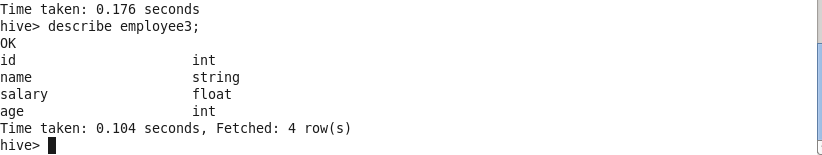 Time taken: 0.176 seconds
hive> describe employee3;
OK
id                  	int
name                	string
salary              	float
age                 	int
Time taken: 0.104 seconds, Fetched: 4 row(s)
hive>